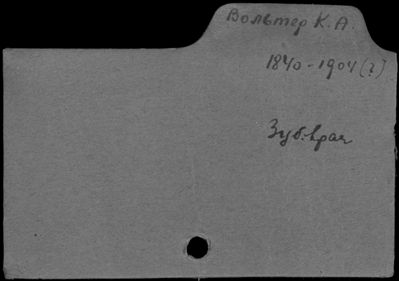 Вольтер К. А.
1840-1904 (?)
Зуб. врач